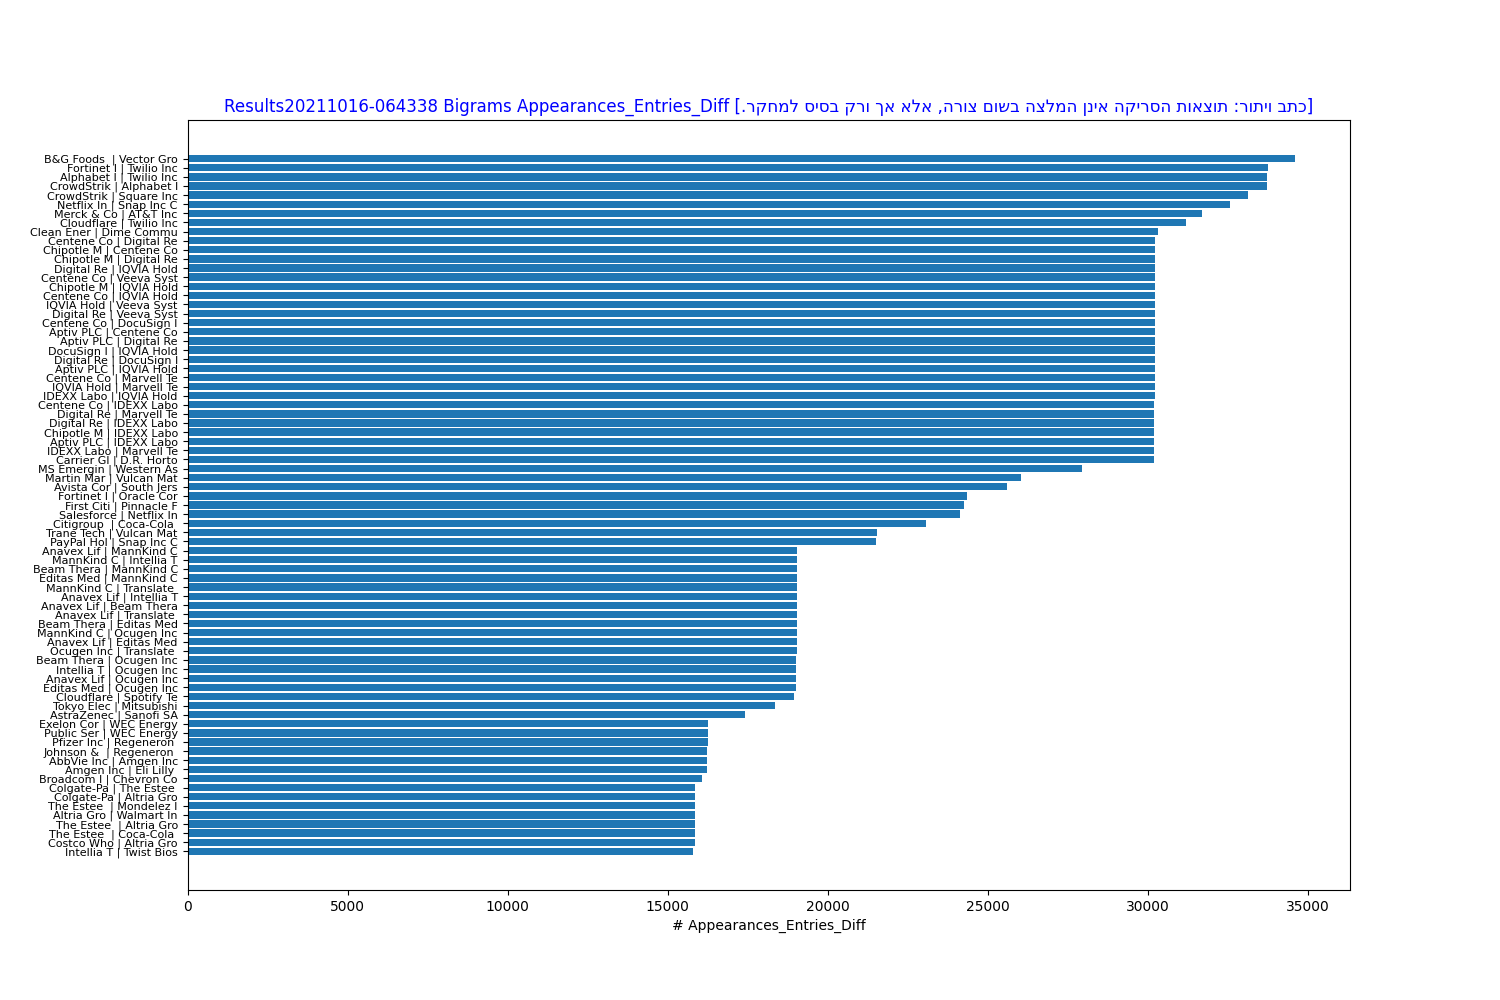 Results20211016-064338 Bigrams Appearances_Entries_Diff [.כתב ויתור: תוצאות הסריקה אינן המלצה בשום צורה, אלא אך ורק בסיס למחקר]
B&G Foods | Vector Gro
Fortinet I | Twilio Inc
Alphabet I | Twilio Inc
CrowdStrik | Alphabet I
CrowdStrik | Square Inc
Netflix In | Snap Inc C
Merck & Co | AT&T Inc
Cloudflare | Twilio Inc
Clean Ener | Dime Commu
Centene Co | Digital Re
Chipotle M | Centene Co
Chipotle M | Digital Re
Digital Re | IQVIA Hold
Centene Co | Veeva Syst
Chipotle M | IQVIA Hold
Centene Co | IQVIA Hold
IQVIA Hold | Veeva Syst
Digital Re | Veeva Syst
Centene Co | DocuSign I
Aptiv PLC | Centene Co
Aptiv PLC | Digital Re
DocuSign I | IQVIA Hold
Digital Re | DocuSign I
Aptiv PLC | IQVIA Hold
Centene Co | Marvell Te
IQVIA Hold | Marvell Te
IDEXX Labo | IQVIA Hold
Centene Co | IDEXX Labo
Digital Re | Marvell Te
Digital Re | IDEXX Labo
Chipotle M | IDEXX Labo
Aptiv PLC | IDEXX Labo
IDEXX Labo | Marvell Te
Carrier Gl | D.R. Horto
MS Emergin | Western As
Martin Mar | Vulcan Mat
Avista Cor | South Jers
Fortinet I | Oracle Cor
First Citi | Pinnacle F
Salesforce | Netflix In
Citigroup | Coca-Cola
Trane Tech | Vulcan Mat
PayPal Hol | Snap Inc C
Anavex Lif | MannKind C
MannKind C | Intellia T
Beam Thera | MannKind C
Editas Med | MannKind C
MannKind C | Translate
Anavex Lif | Intellia T
Anavex Lif | Beam Thera
Anavex Lif | Translate
Beam Thera | Editas Med
MannKind C | Ocugen Inc
Anavex Lif | Editas Med
Ocugen Inc | Translate
Beam Thera | Ocugen Inc
Intellia T | Ocugen Inc
Anavex Lif | Ocugen Inc
Editas Med | Ocugen Inc
Cloudflare | Spotify Te
Tokyo Elec | Mitsubishi
AstraZenec | Sanofi SA
Exelon Cor | WEC Energy
Public Ser | WEC Energy
Pfizer Inc | Regeneron
Johnson & | Regeneron
AbbVie Inc | Amgen Inc
Amgen Inc | Eli Lilly
Broadcom I | Chevron Co
Colgate-Pa | The Estee
Colgate-Pa | Altria Gro
The Estee | Mondelez I
Altria Gro | Walmart In
The Estee | Altria Gro
The Estee | Coca-Cola
Costco Who | Altria Gro
Intellia T | Twist Bios
0 5000 10000 15000 20000 25000 30000 35000
# Appearances_Entries_Diff